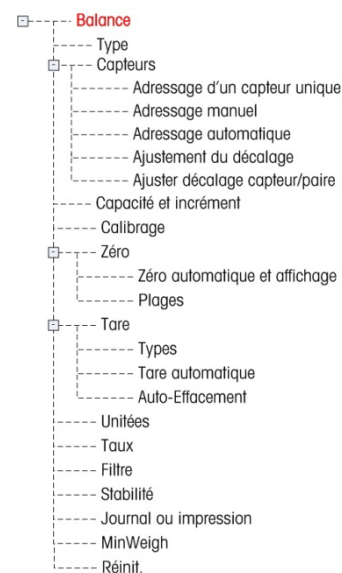 Balance
Type
Capteurs
Adressage d'un capteur unique
Adressage manuel
Adressage automatique
Ajustement du décalage
Ajuster décalage capteur/paire
Capacité et incrément
Calibrage
Zéro
Zéro automatique et affichage
Plages
Tare
Types
Tare automatique
Auto-Effacement
Unitées
Taux
Filtre
Stabilité
Journal ou impression
MinWeigh
Réinit.